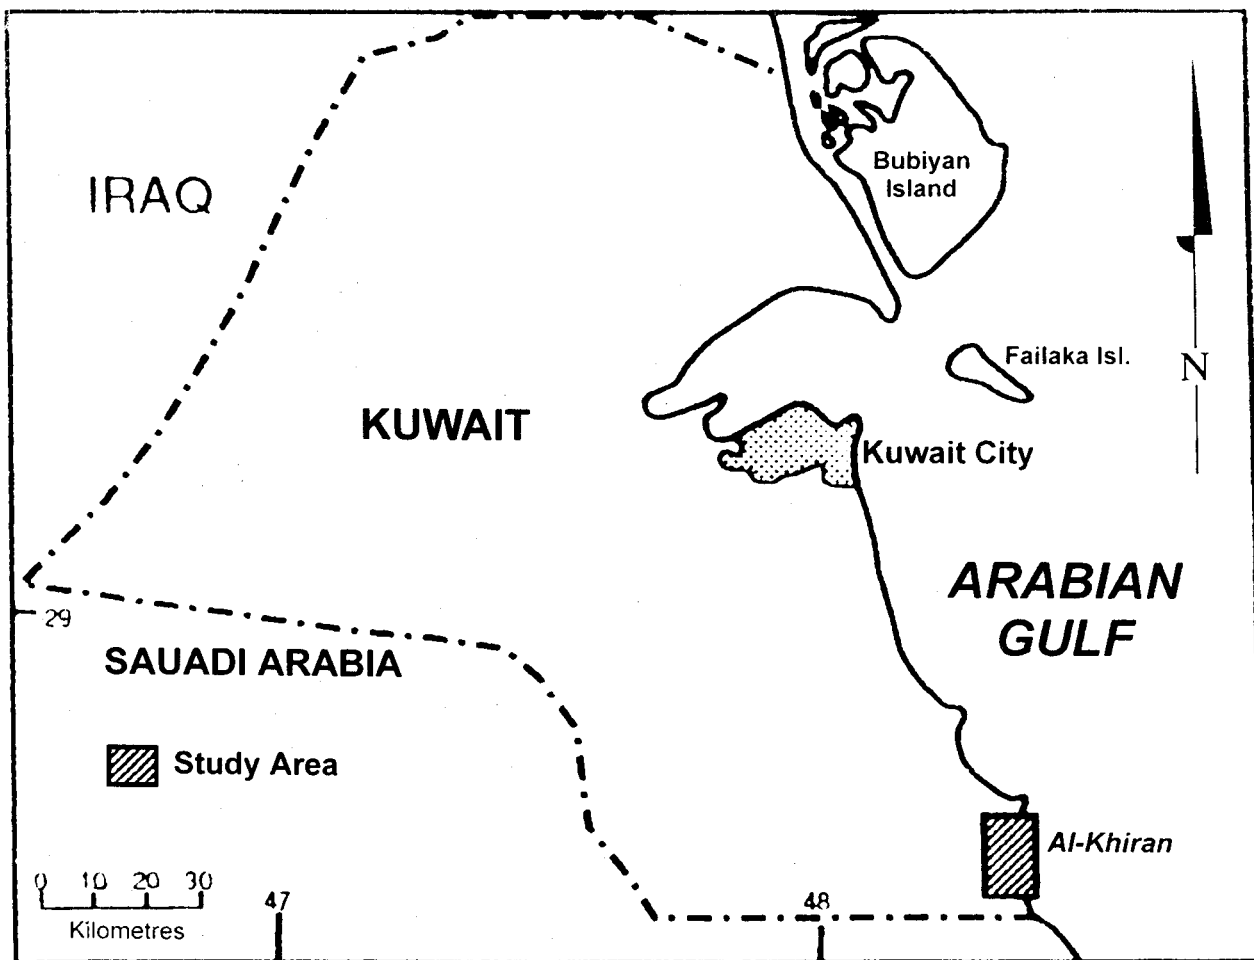 Bubiyan
Island
IRAQ
Failaka Isl.
N
KUWAIT
Kuwait City
ARABIAN
GULF
29
SAUADI ARABIA
Study Area
Al-Khiran
0 10 20 30
Kilometres
47
48